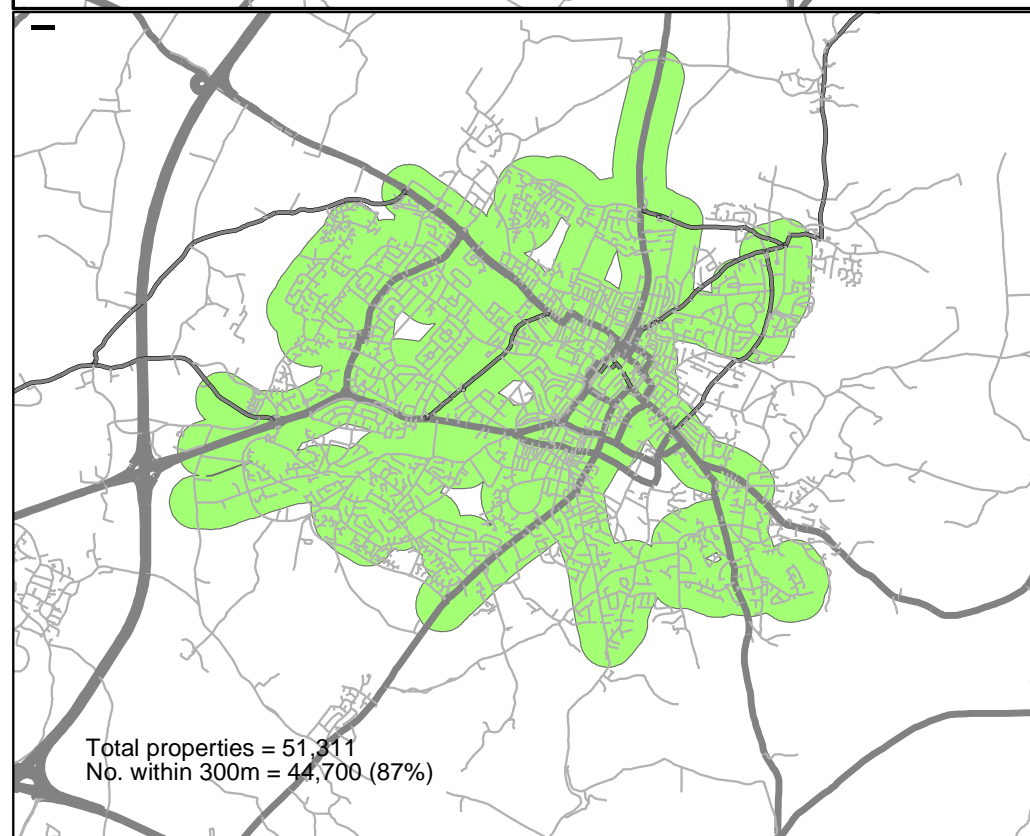 Total properties = 51,311
No. within 300m = 44,700 (87%)